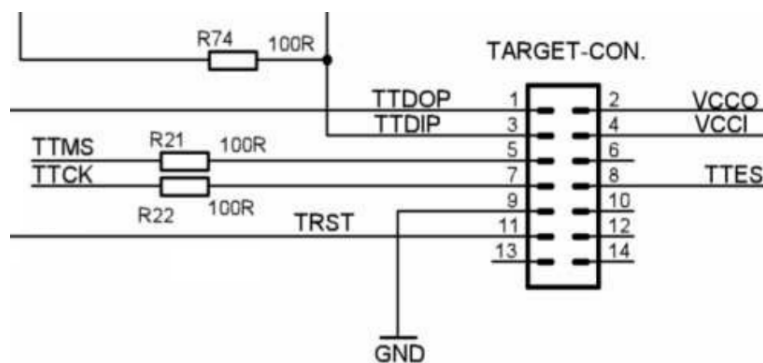 R74 100R
TARGET-CON.
TTDOP 1 2 VCCO
TTDIP 3 4 VCCI
TTMS R21 100R 5 6
TTCK R22 100R 7 8 TTES
9 10
TRST 11 12
13 14
GND